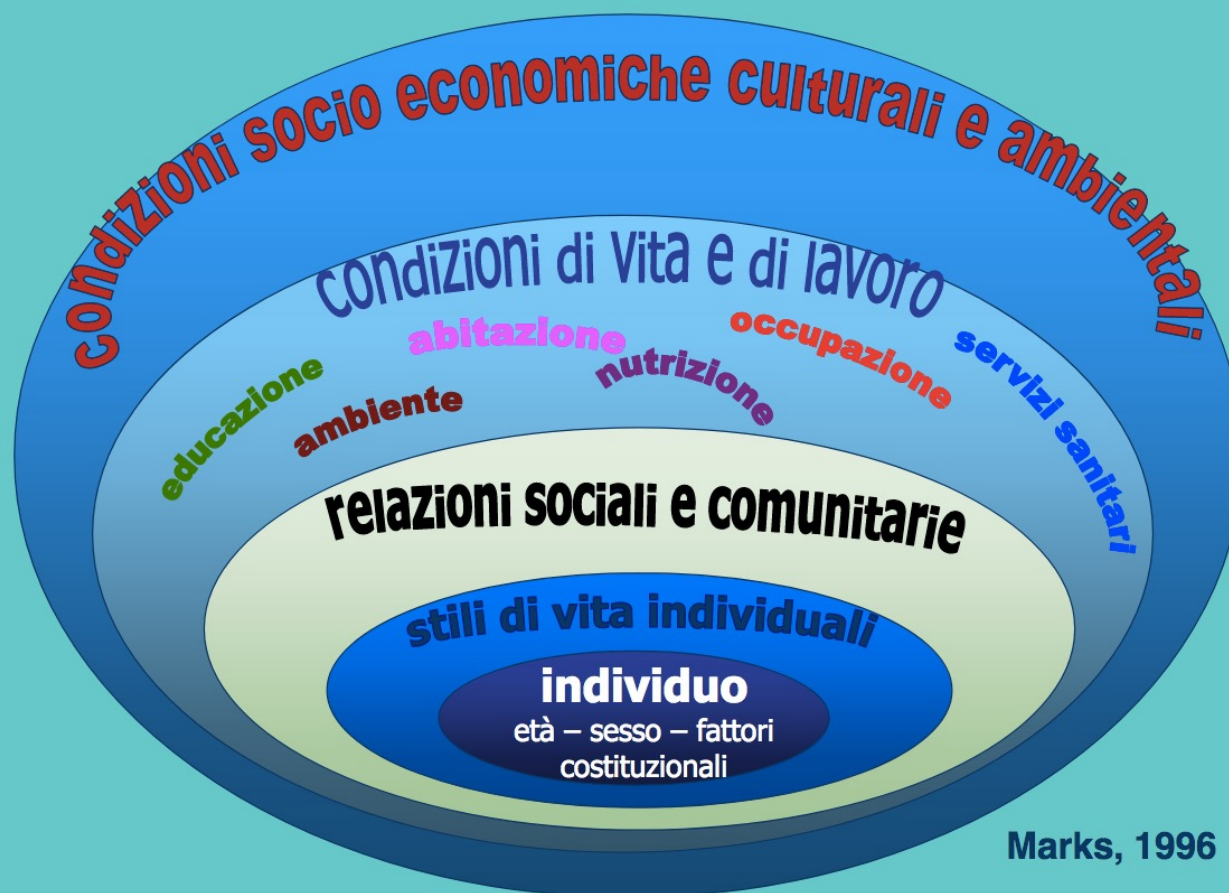 condizioni socio economiche culturali e ambientali
condizioni di vita e di lavoro
educazione
ambiente
abitazione
nutrizione
occupazione
servizi sanitari
relazioni sociali e comunitarie
stili di vita individuali
individuo
età – sesso – fattori
costituzionali
Marks, 1996